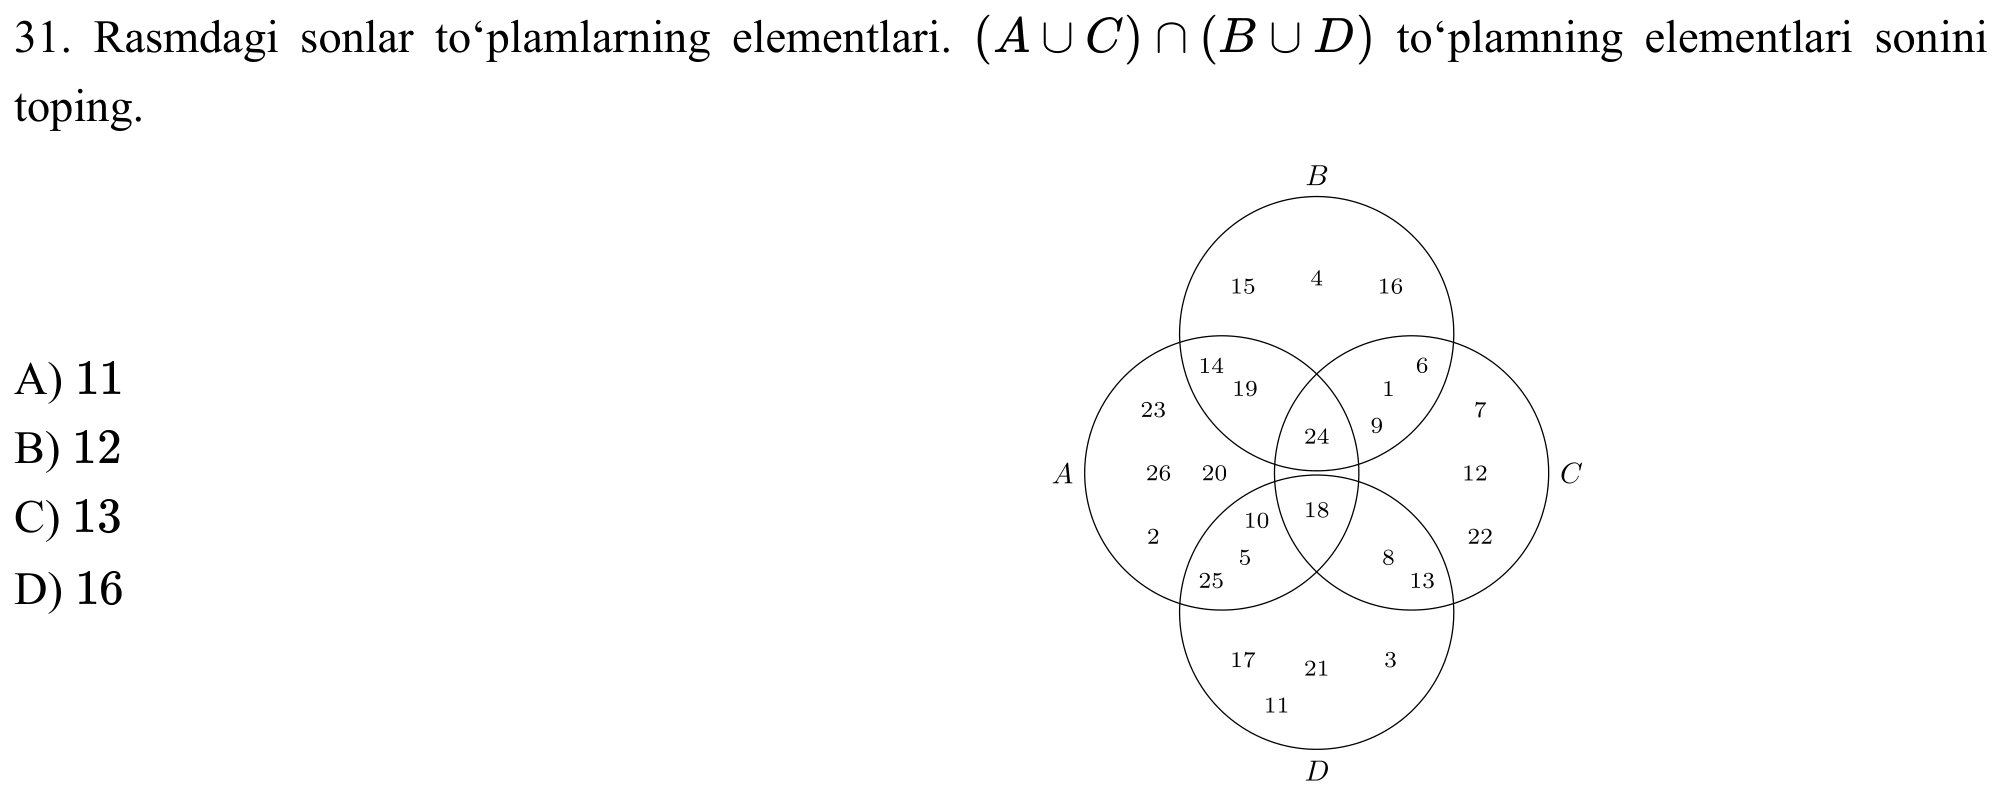 31. Rasmdagi sonlar to‘plamlarning elementlari. (A ∪ C) ∩ (B ∪ D) to‘plamning elementlari sonini
toping.
B
15 4 16
14 6
19 1
23 7
9
24
A 26 20 12 C
18
10
2 22
5 8
25 13
17 21 3
11
D
A) 11
B) 12
C) 13
D) 16